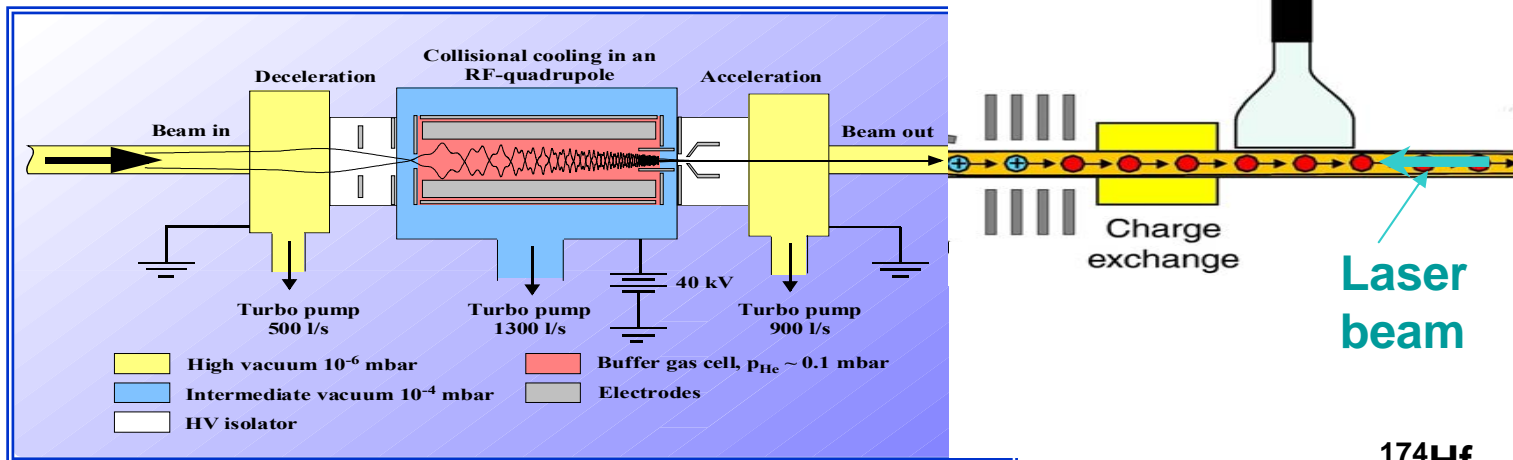 Collisional cooling in an
RF-quadrupole
Deceleration
Acceleration
Beam in
Beam out
40 kV
Turbo pump
500 l/s
Turbo pump
1300 l/s
Turbo pump
900 l/s
High vacuum 10⁻⁶ mbar
Buffer gas cell, p_He ~ 0.1 mbar
Intermediate vacuum 10⁻⁴ mbar
Electrodes
HV isolator
+ +
Charge
exchange
Laser
beam
¹⁷⁴Hf